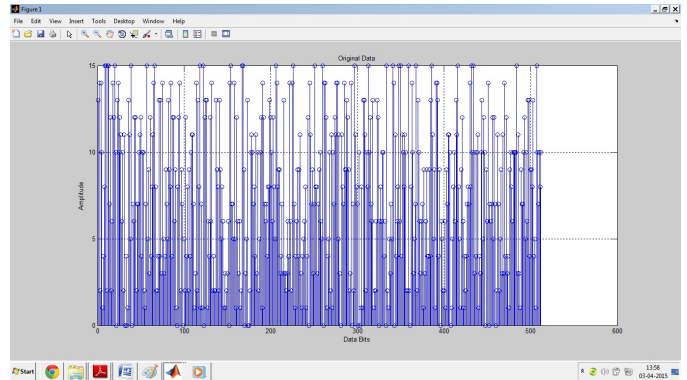 Figure 1
File Edit View Insert Tools Desktop Window Help
Original Data
15
10
5
0
Amplitude
0 100 200 300 400 500 600
Data Bits
Start
13:58
03-04-2015